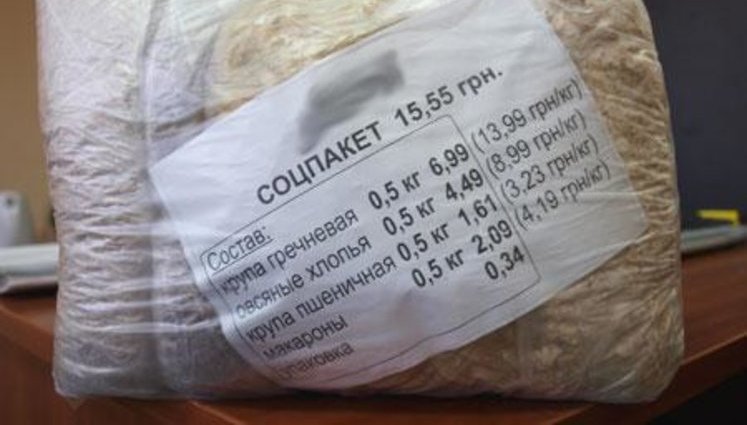 СОЦПАКЕТ 15,55 грн.
Состав:
крупа гречневая 0,5 кг 6,99 (13,99 грн/кг)
овсяные хлопья 0,5 кг 4,49 (8,99 грн/кг)
крупа пшеничная 0,5 кг 1,61 (3,23 грн/кг)
макароны 0,5 кг 2,09 (4,19 грн/кг)
упаковка 0,34